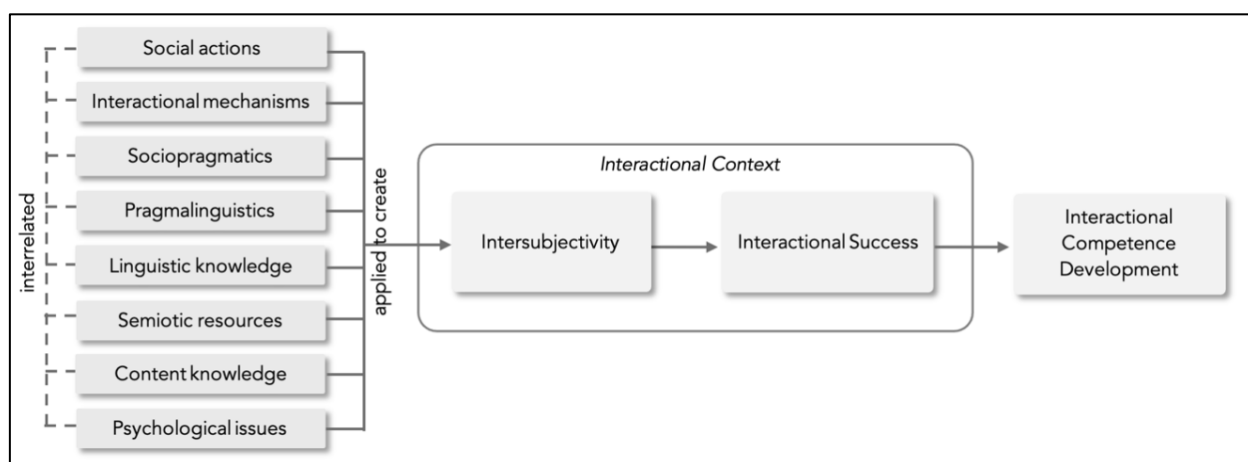 Social actions
Interactional mechanisms
Sociopragmatics
Pragmalinguistics
Linguistic knowledge
Semiotic resources
Content knowledge
Psychological issues
interrelated
applied to create
Interactional Context
Intersubjectivity
Interactional Success
Interactional
Competence
Development